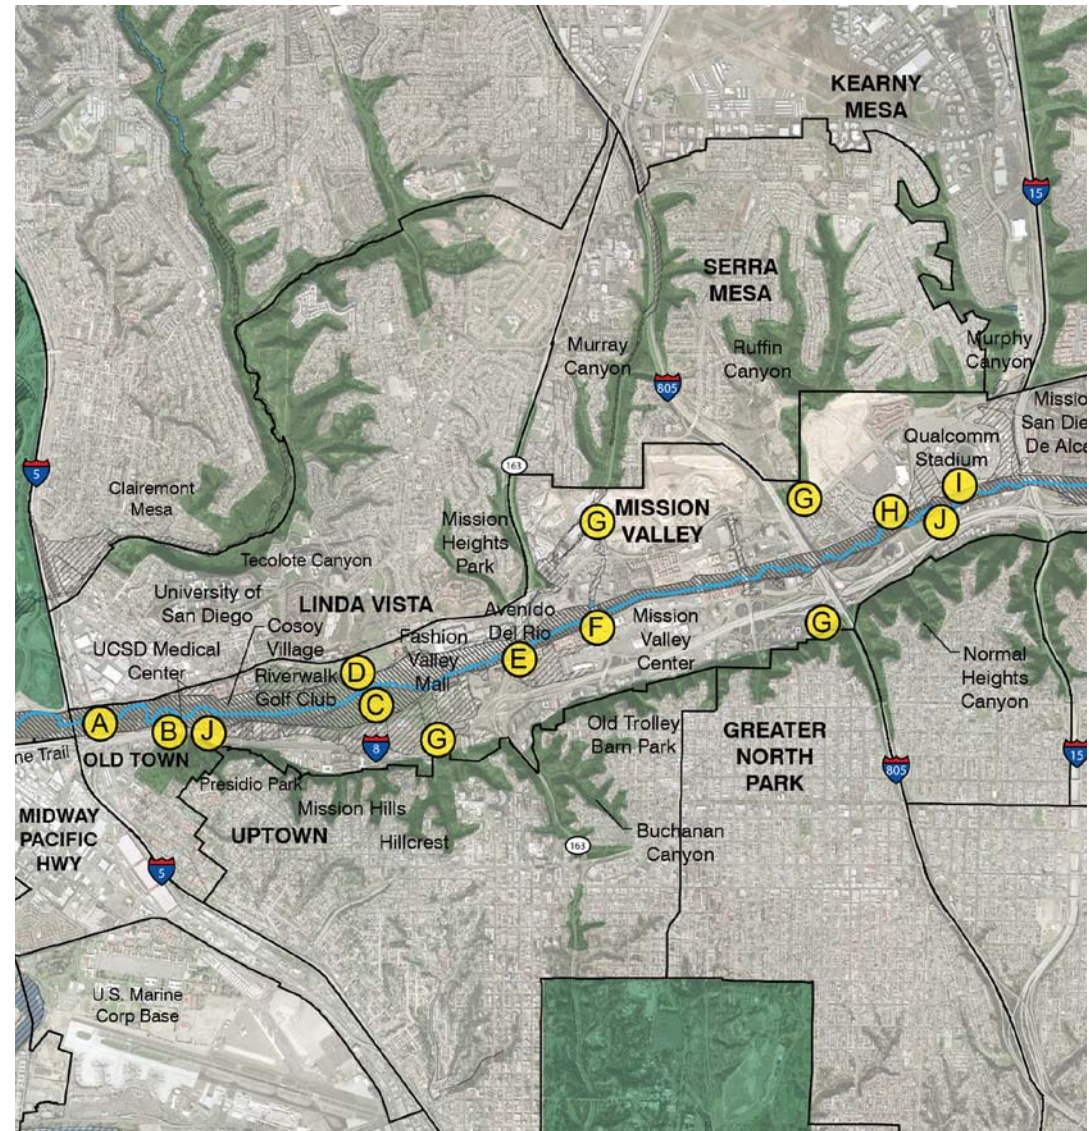 KEARNY
MESA
15
SERRA
MESA
Murray
Canyon
Ruffin
Canyon
Murphy
Canyon
805
Missio
San Die
De Alca
Qualcomm
Stadium
5
163
Clairemont
Mesa
G
I
G
H
J
MISSION
VALLEY
Mission
Heights
Park
Tecolote Canyon
University of
San Diego
LINDA VISTA
Cosoy
Village
Avenido
Del Rio
F
Mission
Valley
Center
G
UCSD Medical
Center
Fashion
Valley
Mall
E
Normal
Heights
Canyon
D
Riverwalk
Golf Club
C
A
B
J
G
8
Old Trolley
Barn Park
GREATER
NORTH
PARK
ne Trail
OLD TOWN
15
805
Presidio Park
Mission Hills
MIDWAY
PACIFIC
HWY
UPTOWN
Hillcrest
Buchanan
Canyon
163
5
U.S. Marine
Corp Base